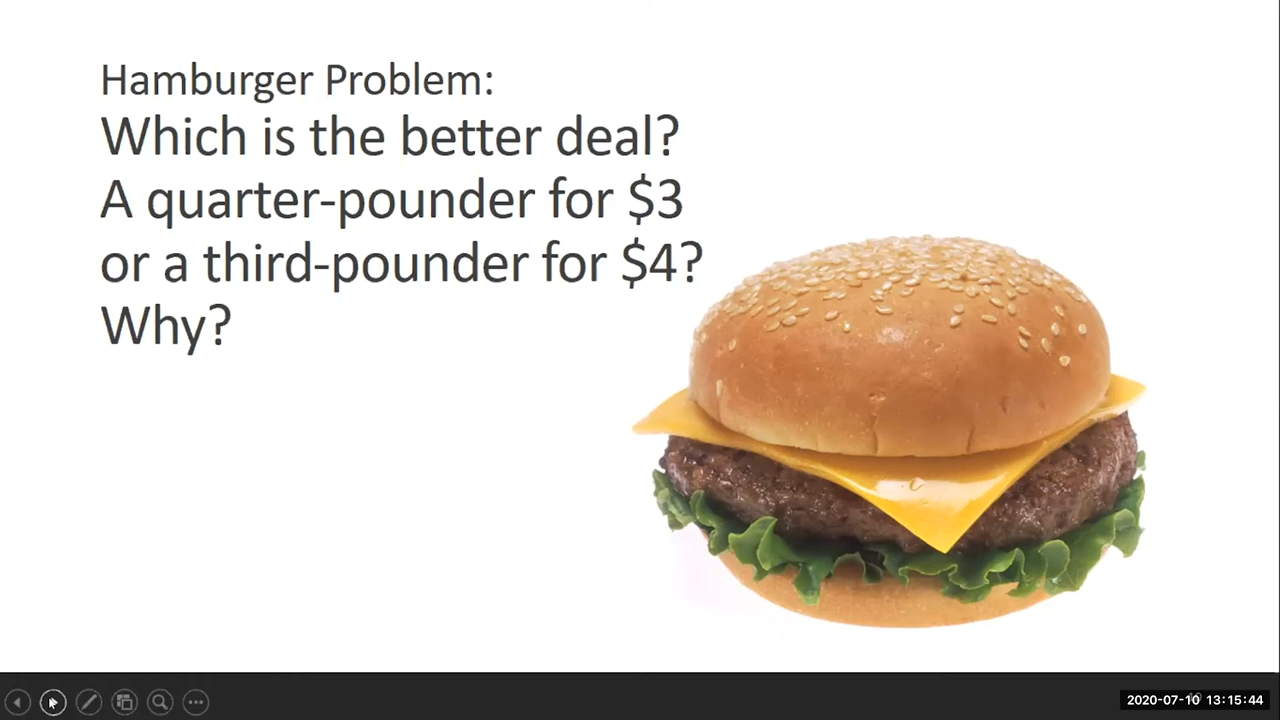 Hamburger Problem:
Which is the better deal?
A quarter-pounder for $3
or a third-pounder for $4?
Why?
2020-07-10 13:15:44